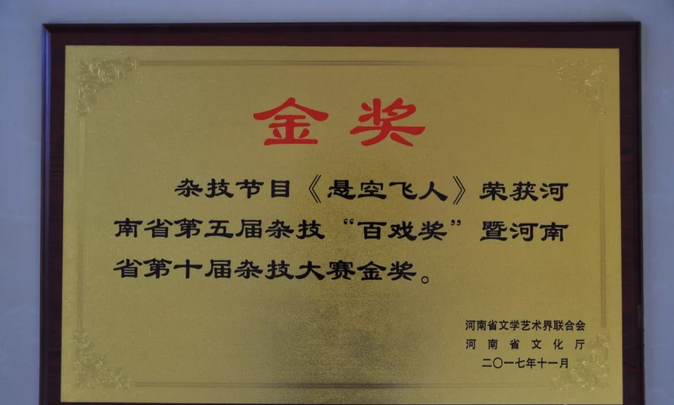 金奖
杂技节目《悬空飞人》荣获河
南省第五届杂技“百戏奖”暨河南
省第十届杂技大赛金奖。
河南省文学艺术界联合会
河南省文化厅
二〇一七年十一月